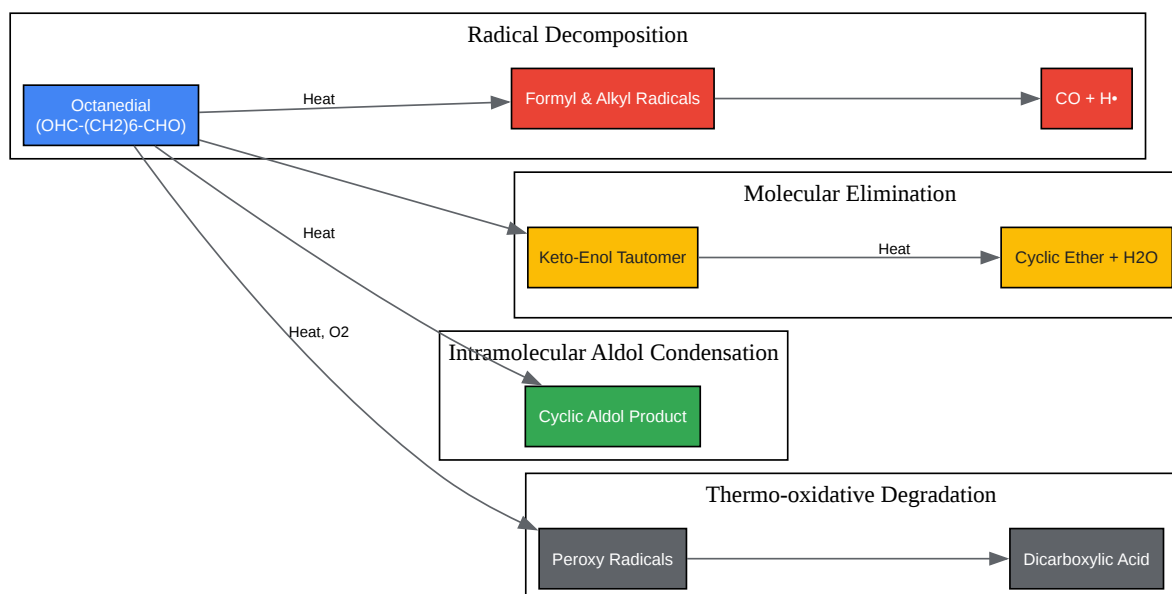 Radical Decomposition
Octanedial
(OHC-(CH2)6-CHO)
Heat
Formyl & Alkyl Radicals
CO + H•
Molecular Elimination
Keto-Enol Tautomer
Heat
Cyclic Ether + H2O
Heat
Intramolecular Aldol Condensation
Cyclic Aldol Product
Heat, O2
Thermo-oxidative Degradation
Peroxy Radicals
Dicarboxylic Acid